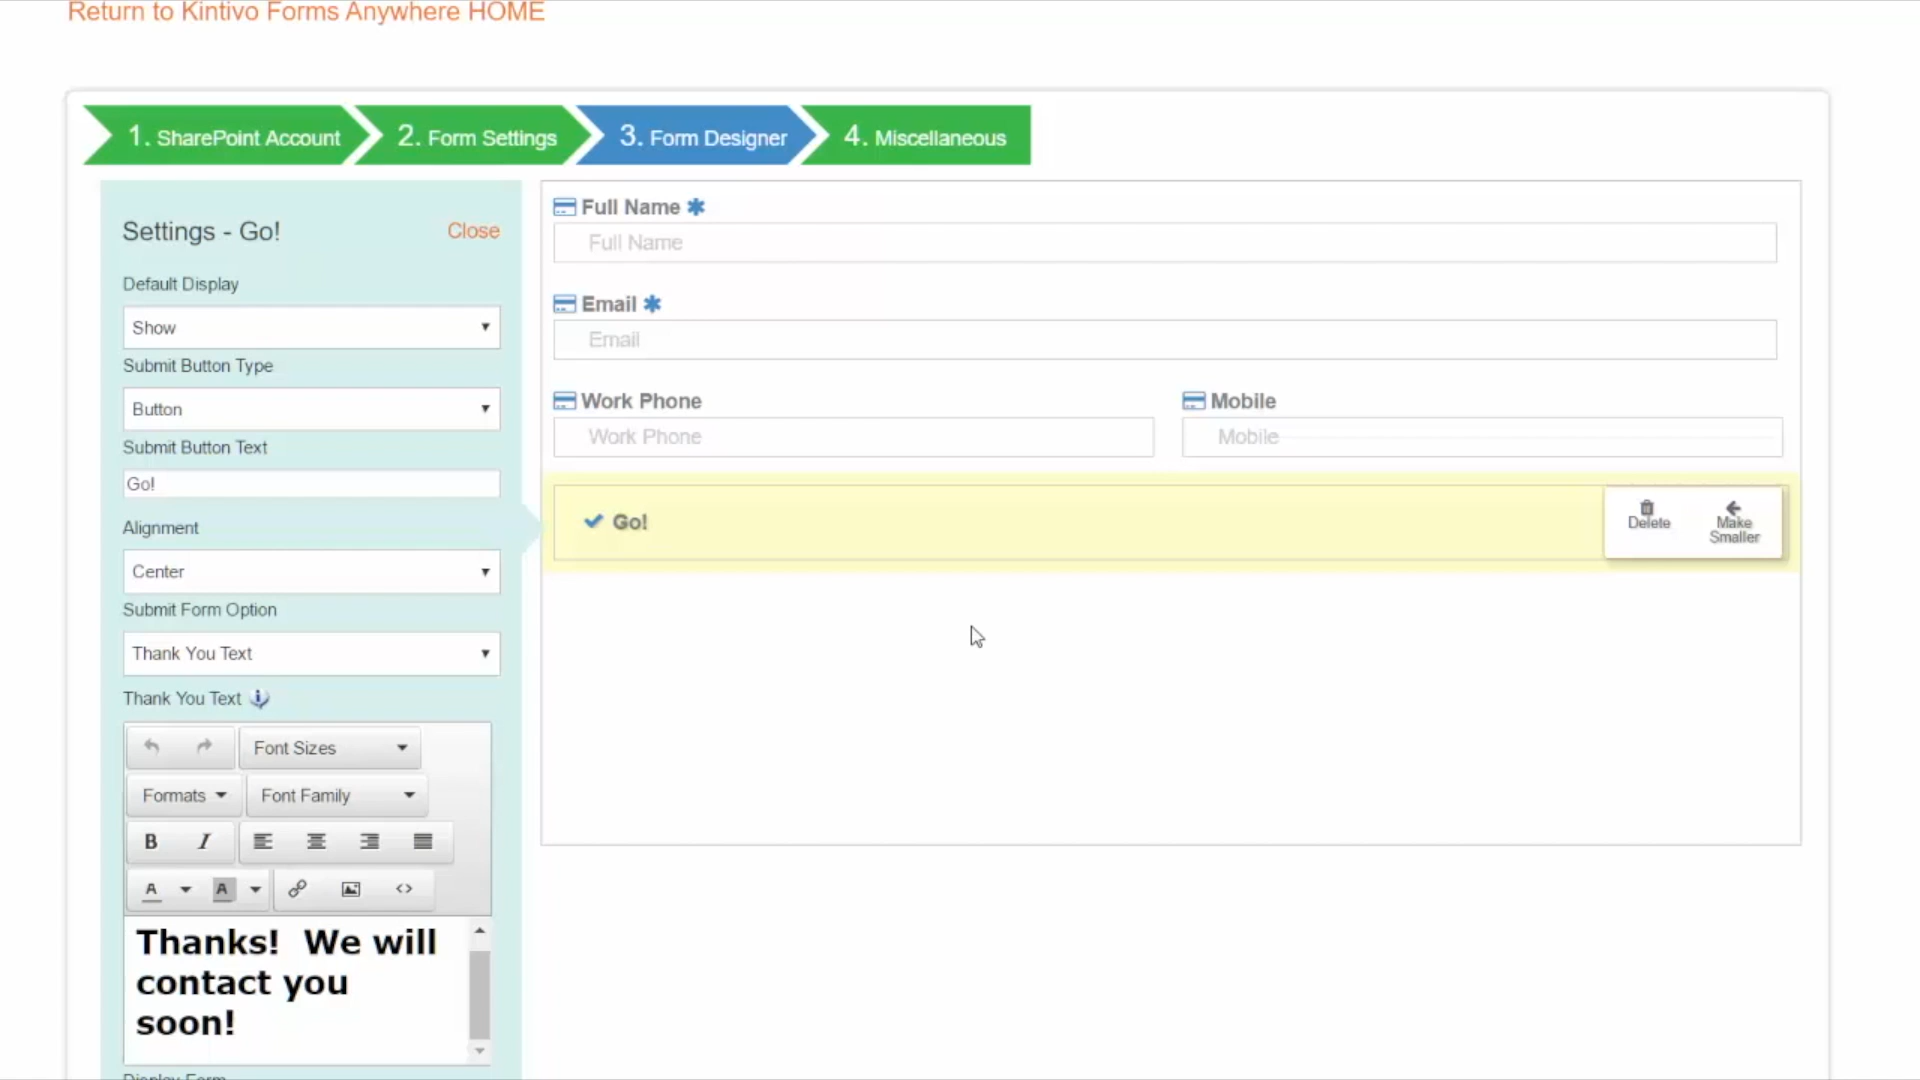 Return to Kintivo Forms Anywhere HOME
1. SharePoint Account
2. Form Settings
3. Form Designer
4. Miscellaneous
Settings - Go!
Close
Default Display
Show
Submit Button Type
Button
Submit Button Text
Go!
Alignment
Center
Submit Form Option
Thank You Text
Thank You Text
Font Sizes
Formats
Font Family
B I
A A
Thanks! We will
contact you
soon!
Display Form
Full Name *
Full Name
Email *
Email
Work Phone
Work Phone
Mobile
Mobile
Go!
Delete
Make
Smaller